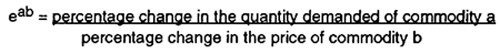 eab = percentage change in the quantity demanded of commodity a
percentage change in the price of commodity b